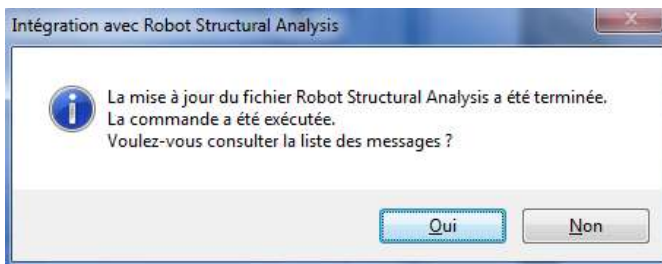 Intégration avec Robot Structural Analysis
La mise à jour du fichier Robot Structural Analysis a été terminée.
La commande a été exécutée.
Voulez-vous consulter la liste des messages ?
Oui
Non